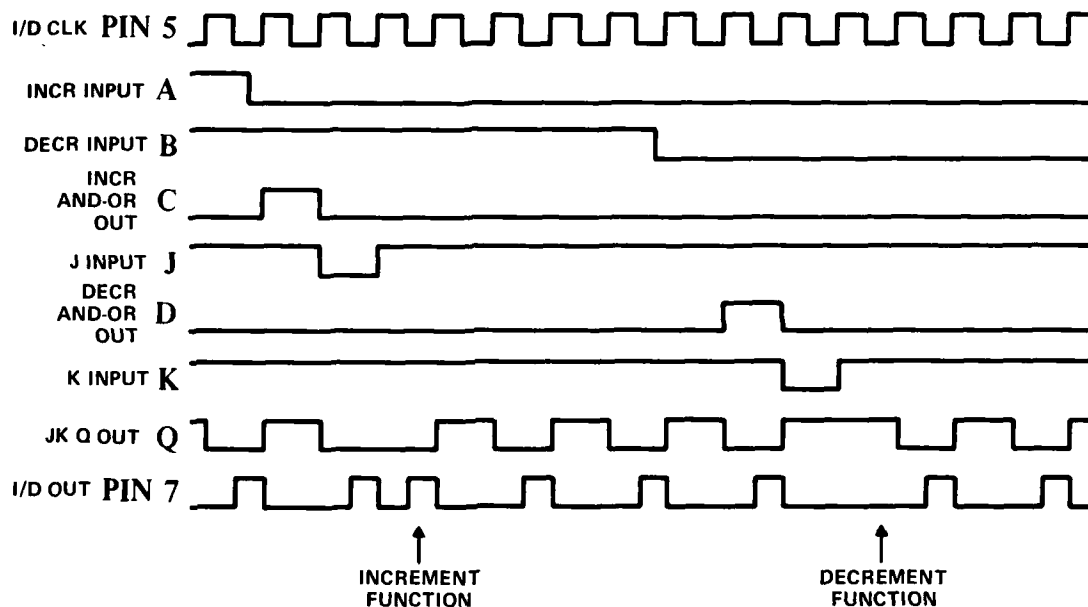 I/D CLK PIN 5
INCR INPUT A
DECR INPUT B
INCR
AND-OR C
OUT
J INPUT J
DECR
AND-OR D
OUT
K INPUT K
JK Q OUT Q
I/D OUT PIN 7
INCREMENT
FUNCTION
DECREMENT
FUNCTION